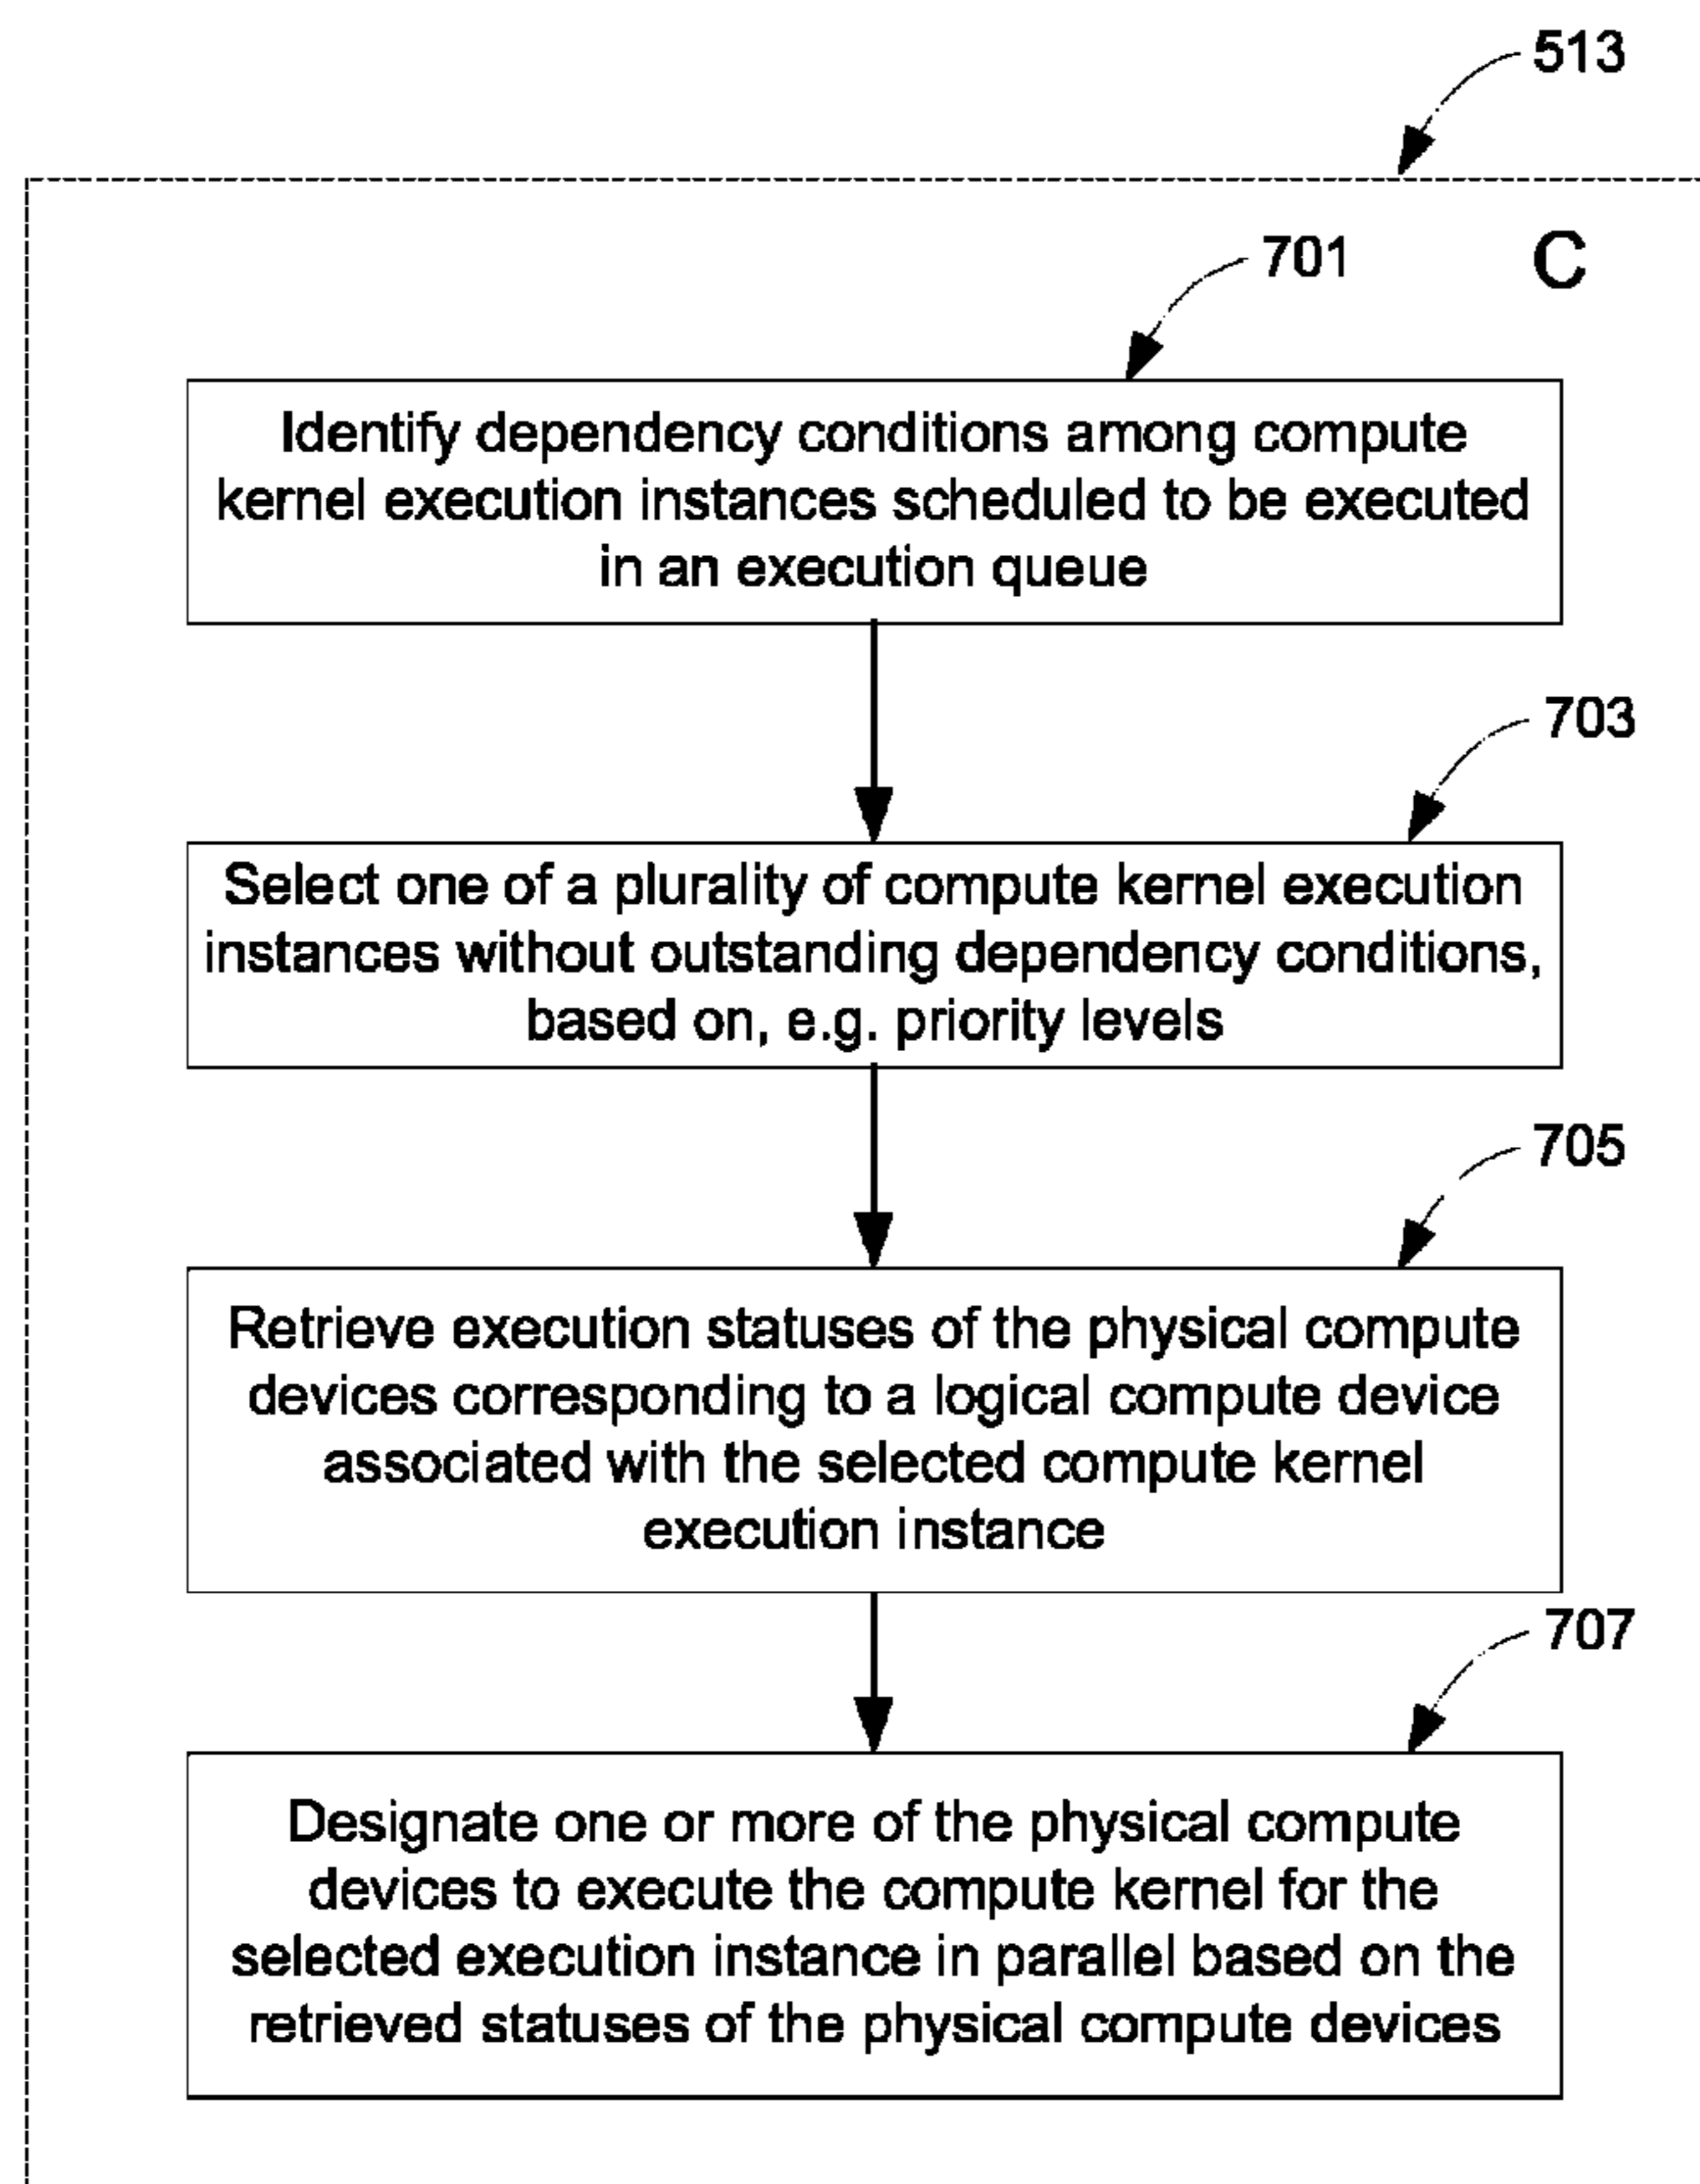 513
701
C
Identify dependency conditions among compute
kernel execution instances scheduled to be executed
in an execution queue
703
Select one of a plurality of compute kernel execution
instances without outstanding dependency conditions,
based on, e.g. priority levels
705
Retrieve execution statuses of the physical compute
devices corresponding to a logical compute device
associated with the selected compute kernel
execution instance
707
Designate one or more of the physical compute
devices to execute the compute kernel for the
selected execution instance in parallel based on the
retrieved statuses of the physical compute devices